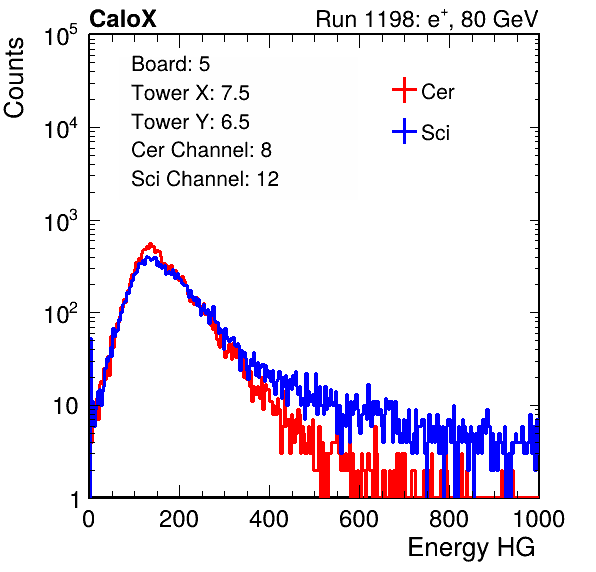 CaloX Run 1198: e⁺, 80 GeV
Counts
10⁵
10⁴
10³
10²
10
1
Board: 5
Tower X: 7.5
Tower Y: 6.5
Cer Channel: 8
Sci Channel: 12
Cer
Sci
0 200 400 600 800 1000
Energy HG